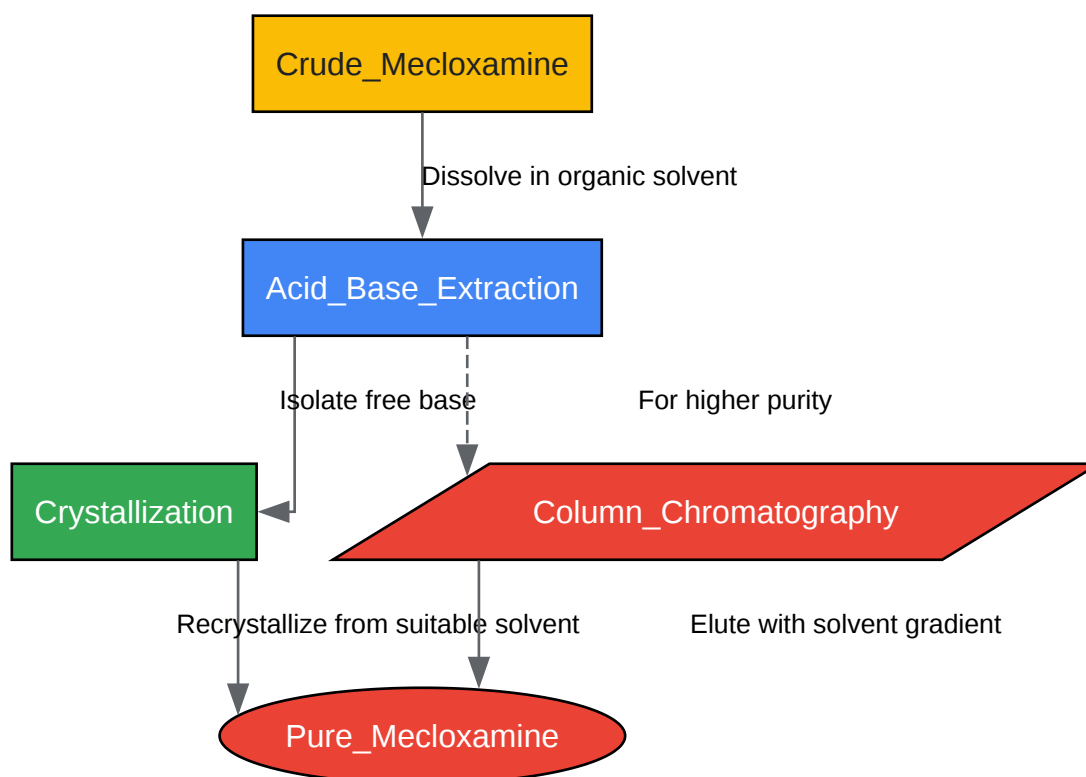 Crude_Mecloxamine
Dissolve in organic solvent
Acid_Base_Extraction
Isolate free base
For higher purity
Crystallization
Column_Chromatography
Recrystallize from suitable solvent
Elute with solvent gradient
Pure_Mecloxamine